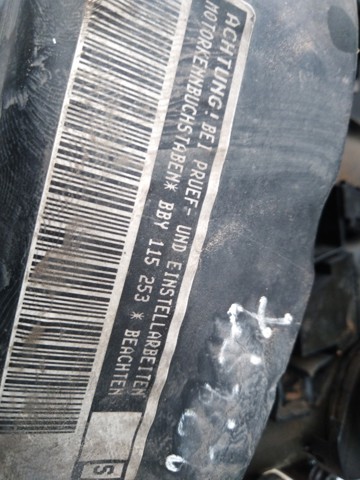 ACHTUNG! BEI PRUEF= UND EINSTELLARBEITEN
MOTORKENNBUCHSTABEN* BBY 115 253 * BEACHTEN
S